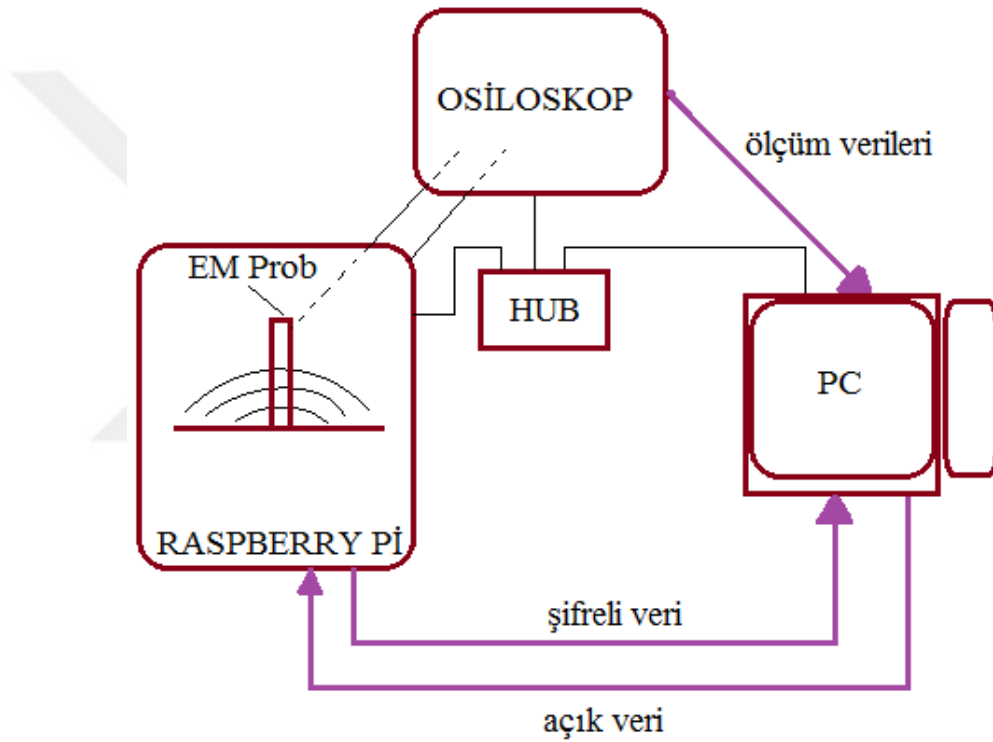 OSİLOSKOP
ölçüm verileri
EM Prob
HUB
PC
RASPBERRY Pİ
şifreli veri
açık veri